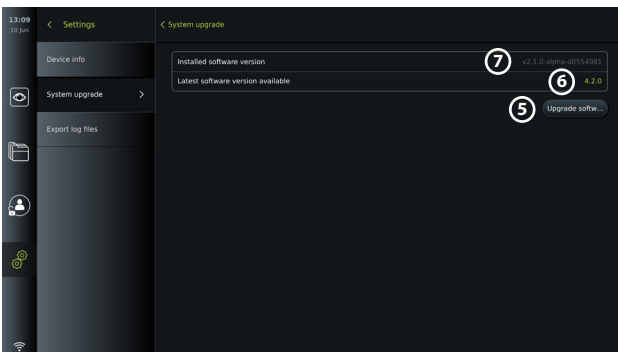 13:09
10 Jun
Settings
System upgrade
Device info
System upgrade
Export log files
Installed software version
7
v2.1.0-alpha-d0554981
Latest software version available
6
4.2.0
5
Upgrade softw...